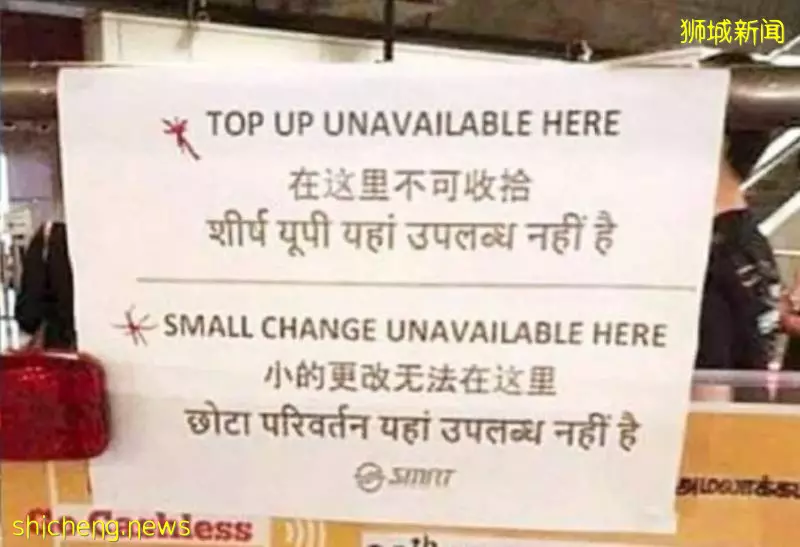 狮城新闻
TOP UP UNAVAILABLE HERE
在这里不可收拾
शीर्ष यूपी यहां उपलब्ध नहीं है
SMALL CHANGE UNAVAILABLE HERE
小的更改无法在这里
छोटा परिवर्तन यहां उपलब्ध नहीं है
SMRT
shicheng.news